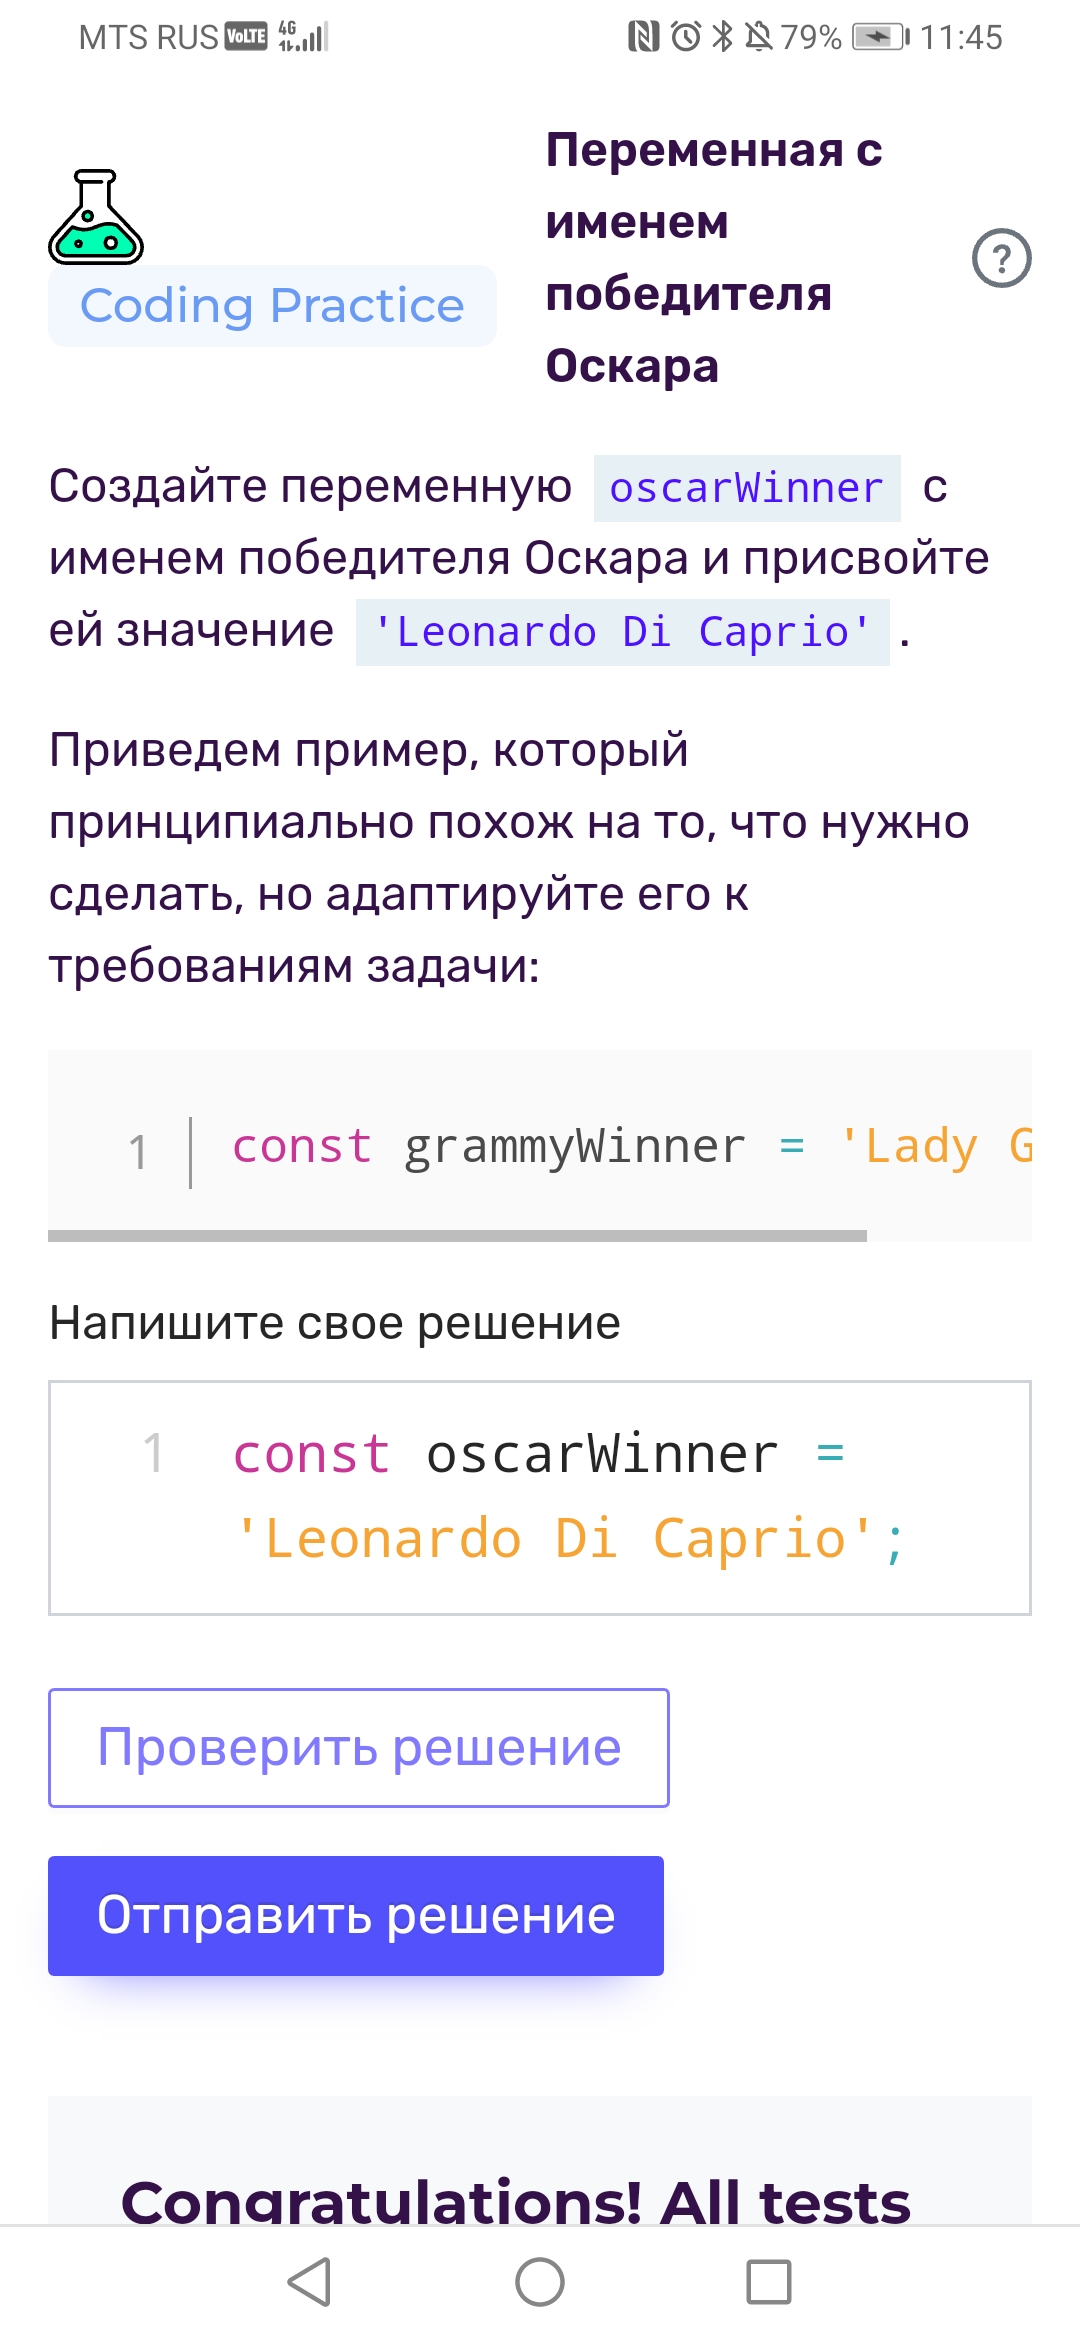 MTS RUS VoLTE 4G 79% 11:45
Переменная с
именем
победителя
Оскара
?
Coding Practice
Создайте переменную oscarWinner с
именем победителя Оскара и присвойте
ей значение 'Leonardo Di Caprio' .
Приведем пример, который
принципиально похож на то, что нужно
сделать, но адаптируйте его к
требованиям задачи:
1 const grammyWinner = 'Lady G
Напишите свое решение
1 const oscarWinner =
'Leonardo Di Caprio';
Проверить решение
Отправить решение
Congratulations! All tests